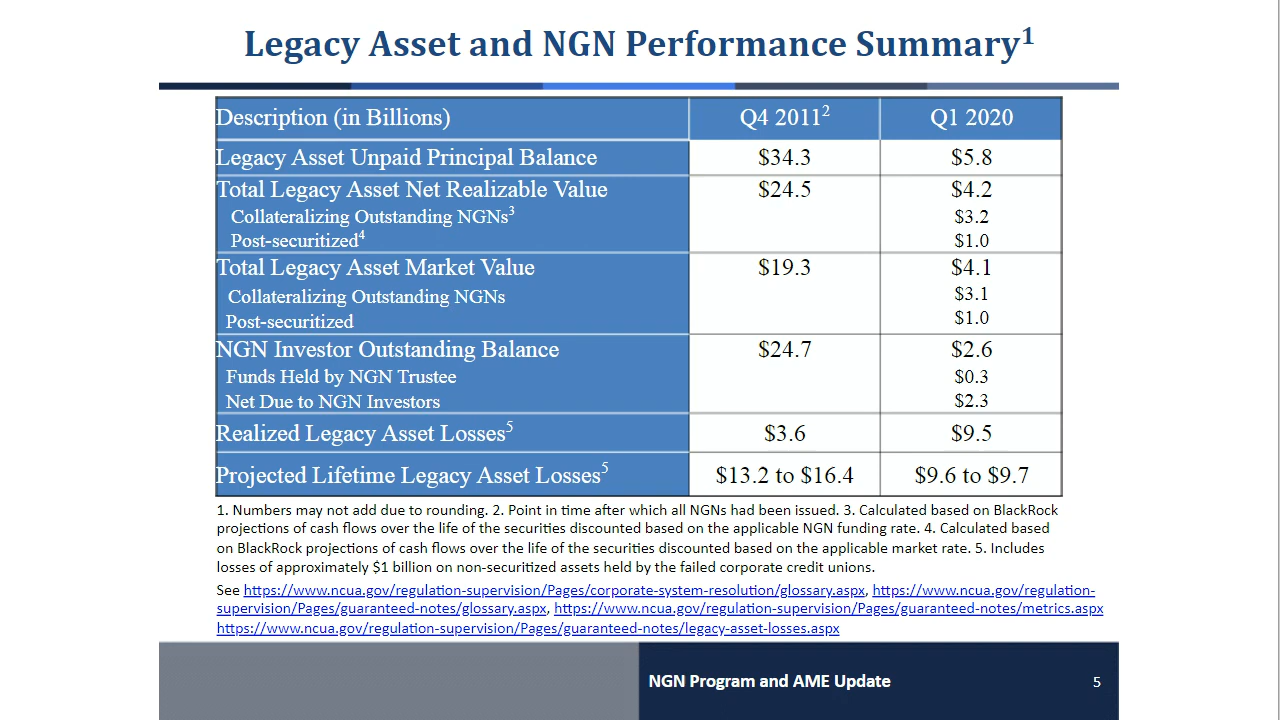 Legacy Asset and NGN Performance Summary1
Description (in Billions) Q4 20112 Q1 2020
Legacy Asset Unpaid Principal Balance $34.3 $5.8
Total Legacy Asset Net Realizable Value $24.5 $4.2
Collateralizing Outstanding NGNs3 $3.2
Post-securitized4 $1.0
Total Legacy Asset Market Value $19.3 $4.1
Collateralizing Outstanding NGNs $3.1
Post-securitized $1.0
NGN Investor Outstanding Balance $24.7 $2.6
Funds Held by NGN Trustee $0.3
Net Due to NGN Investors $2.3
Realized Legacy Asset Losses5 $3.6 $9.5
Projected Lifetime Legacy Asset Losses5 $13.2 to $16.4 $9.6 to $9.7
1. Numbers may not add due to rounding. 2. Point in time after which all NGNs had been issued. 3. Calculated based on BlackRock
projections of cash flows over the life of the securities discounted based on the applicable NGN funding rate. 4. Calculated based
on BlackRock projections of cash flows over the life of the securities discounted based on the applicable market rate. 5. Includes
losses of approximately $1 billion on non-securitized assets held by the failed corporate credit unions.
See https://www.ncua.gov/regulation-supervision/Pages/corporate-system-resolution/glossary.aspx, https://www.ncua.gov/regulation-
supervision/Pages/guaranteed-notes/glossary.aspx, https://www.ncua.gov/regulation-supervision/Pages/guaranteed-notes/metrics.aspx
https://www.ncua.gov/regulation-supervision/Pages/guaranteed-notes/legacy-asset-losses.aspx
NGN Program and AME Update 5